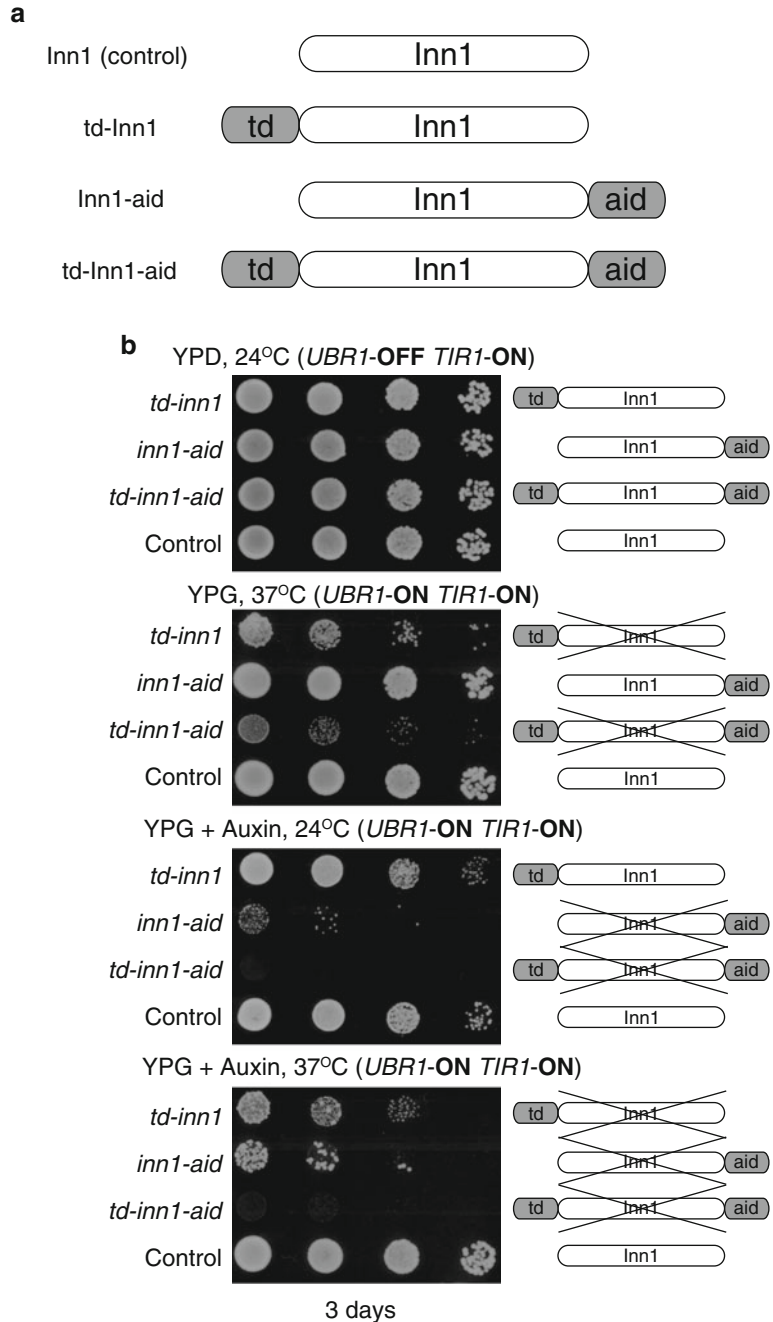 a
Inn1 (control) Inn1
td-Inn1 td Inn1
Inn1-aid Inn1 aid
td-Inn1-aid td Inn1 aid
b
YPD, 24°C (UBR1-OFF TIR1-ON)
td-inn1 td Inn1
inn1-aid Inn1 aid
td-inn1-aid td Inn1 aid
Control Inn1
YPG, 37°C (UBR1-ON TIR1-ON)
td-inn1 td Inn1
inn1-aid Inn1 aid
td-inn1-aid td Inn1 aid
Control Inn1
YPG + Auxin, 24°C (UBR1-ON TIR1-ON)
td-inn1 td Inn1
inn1-aid Inn1 aid
td-inn1-aid td Inn1 aid
Control Inn1
YPG + Auxin, 37°C (UBR1-ON TIR1-ON)
td-inn1 td Inn1
inn1-aid Inn1 aid
td-inn1-aid td Inn1 aid
Control Inn1
3 days